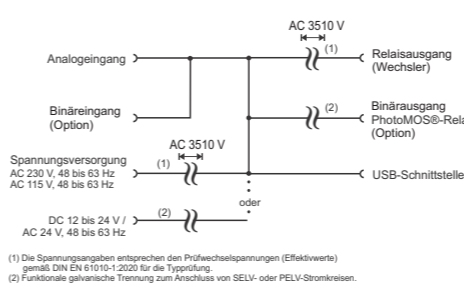 AC 3510 V
(1)
Analogeingang
Relaisausgang
(Wechsler)
Binäreingang
(Option)
(2)
Binärausgang
PhotoMOS®-Rela
(Option)
AC 3510 V
Spannungsversorgung
AC 230 V, 48 bis 63 Hz
AC 115 V, 48 bis 63 Hz
(1)
USB-Schnittstelle
oder
DC 12 bis 24 V /
AC 24 V, 48 bis 63 Hz
(2)
(1) Die Spannungsangaben entsprechen den Prüfwechselspannungen (Effektivwerte)
gemäß DIN EN 61010-1:2020 für die Typprüfung.
(2) Funktionale galvanische Trennung zum Anschluss von SELV- oder PELV-Stromkreisen.